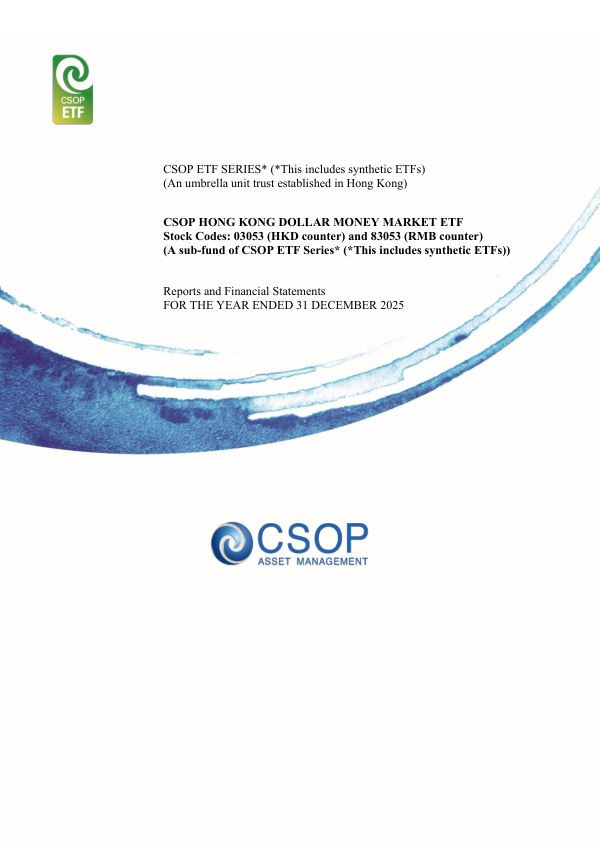 CSOP
ETF
CSOP ETF SERIES* (*This includes synthetic ETFs)
(An umbrella unit trust established in Hong Kong)
CSOP HONG KONG DOLLAR MONEY MARKET ETF
Stock Codes: 03053 (HKD counter) and 83053 (RMB counter)
(A sub-fund of CSOP ETF Series* (*This includes synthetic ETFs))
Reports and Financial Statements
FOR THE YEAR ENDED 31 DECEMBER 2025
CSOP
ASSET MANAGEMENT